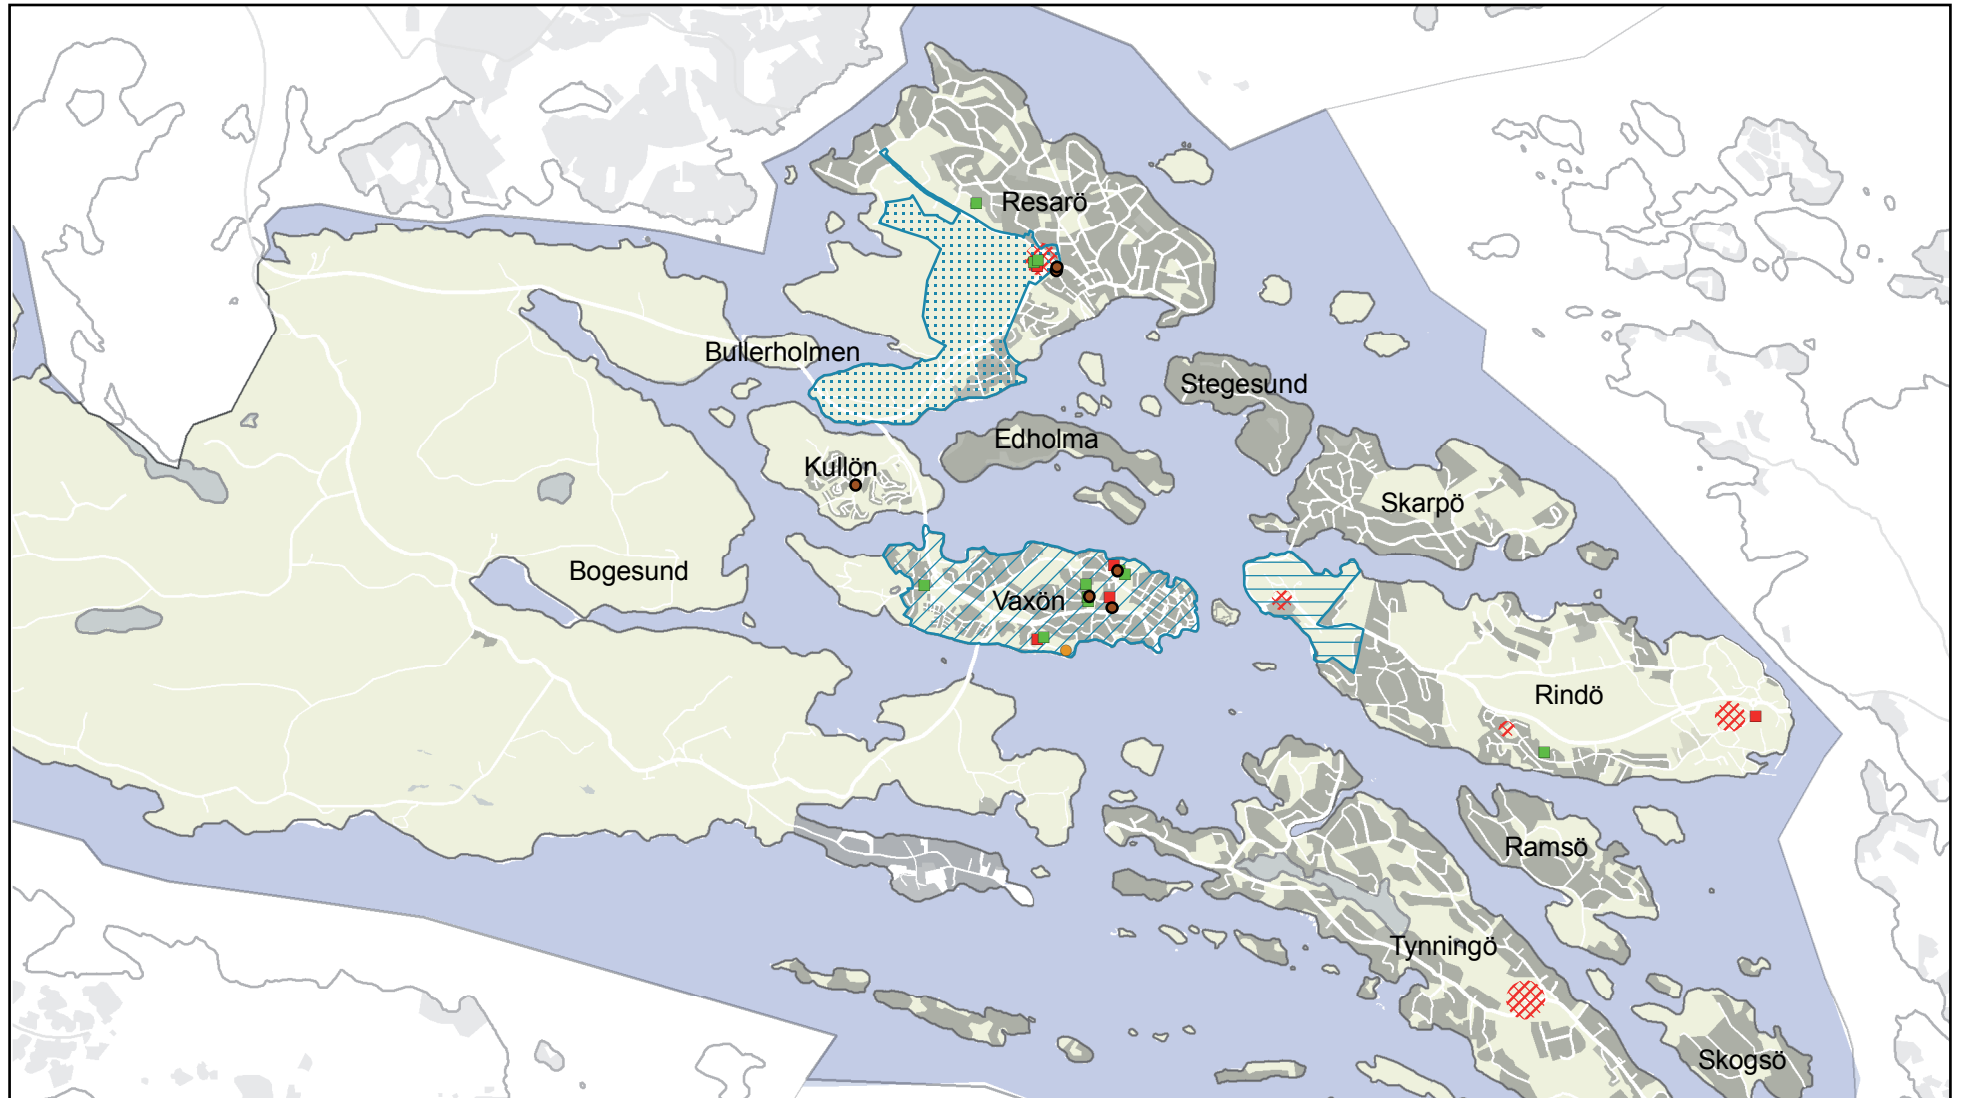 Resarö
Bullerholmen
Stegesund
Edholma
Kullön
Skarpö
Bogesund
Vaxön
Rindö
Ramsö
Tynningö
Skogsö